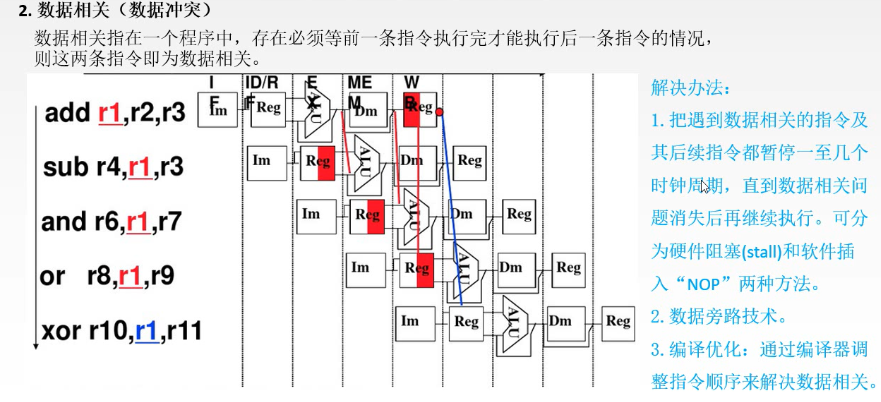 2. 数据相关（数据冲突）
数据相关指在一个程序中，存在必须等前一条指令执行完才能执行后一条指令的情况，
则这两条指令即为数据相关。
IF ID/RF EX MEM WB
add r1,r2,r3 Im Reg ALU Dm Reg
sub r4,r1,r3 Im Reg ALU Dm Reg
and r6,r1,r7 Im Reg ALU Dm Reg
or r8,r1,r9 Im Reg ALU Dm Reg
xor r10,r1,r11 Im Reg ALU Dm Reg
解决办法：
1. 把遇到数据相关的指令及
其后续指令都暂停一至几个
时钟周期，直到数据相关问
题消失后再继续执行。可分
为硬件阻塞(stall)和软件插
入“NOP”两种方法。
2. 数据旁路技术。
3. 编译优化：通过编译器调
整指令顺序来解决数据相关。